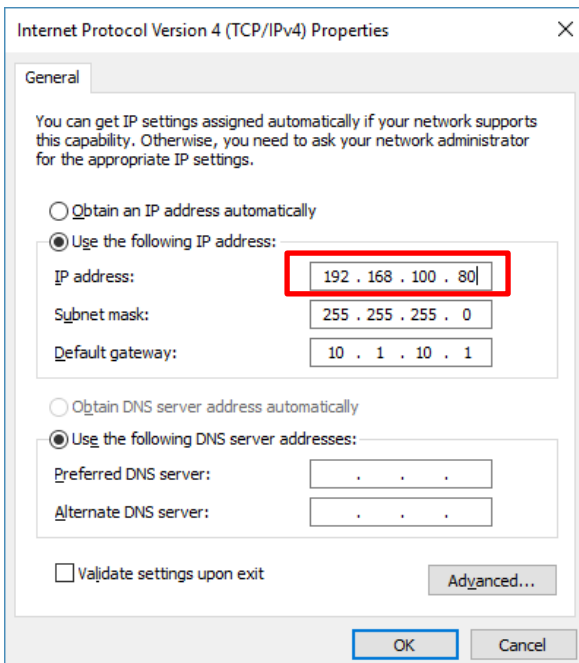 Internet Protocol Version 4 (TCP/IPv4) Properties
General
You can get IP settings assigned automatically if your network supports
this capability. Otherwise, you need to ask your network administrator
for the appropriate IP settings.
Obtain an IP address automatically
Use the following IP address:
IP address: 192 . 168 . 100 . 80
Subnet mask: 255 . 255 . 255 . 0
Default gateway: 10 . 1 . 10 . 1
Obtain DNS server address automatically
Use the following DNS server addresses:
Preferred DNS server: . . .
Alternate DNS server: . . .
Validate settings upon exit
Advanced...
OK Cancel